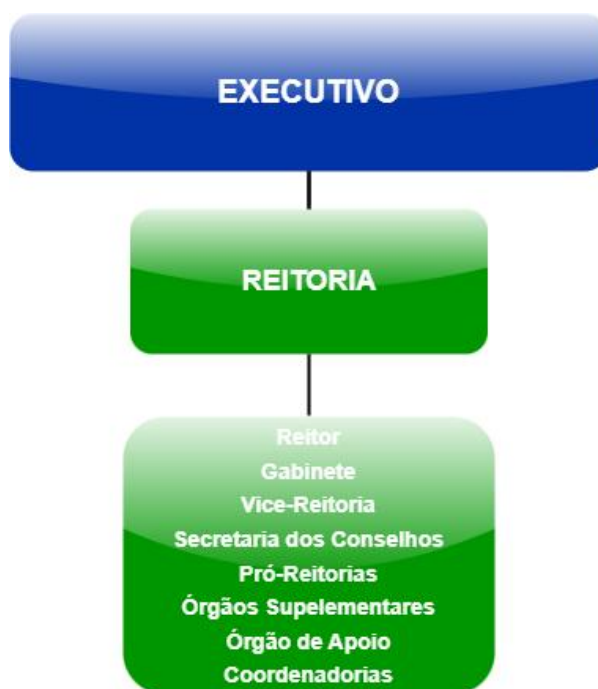 EXECUTIVO
REITORIA
Reitor
Gabinete
Vice-Reitoria
Secretaria dos Conselhos
Pró-Reitorias
Órgãos Supelementares
Órgão de Apoio
Coordenadorias